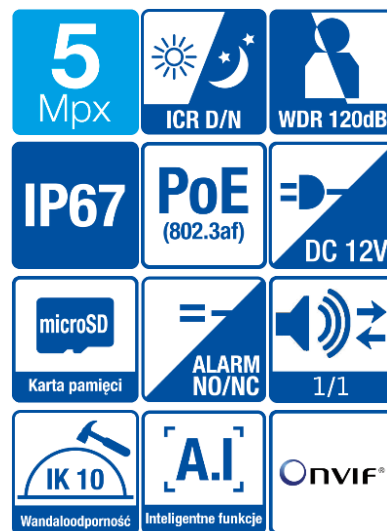 5
Mpx
ICR D/N
WDR 120dB
IP67
PoE
(802.3af)
DC 12V
microSD
Karta pamięci
ALARM
NO/NC
1/1
IK 10
Wandaloodporność
[A.I]
Inteligentne funkcje
ONVIF®